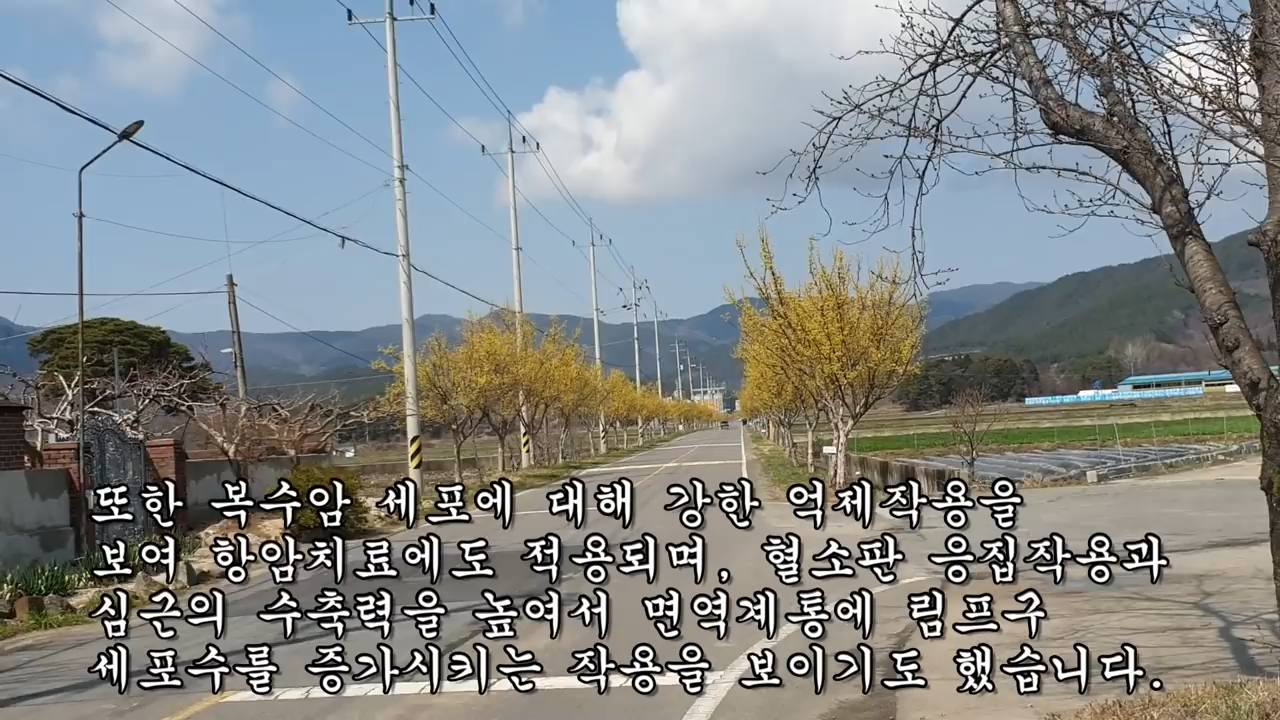 또한 복수암 세포에 대해 강한 억제작용을
보여 항암치료에도 적용되며, 혈소판 응집작용과
심근의 수축력을 높여서 면역계통에 림프구
세포수를 증가시키는 작용을 보이기도 했습니다.